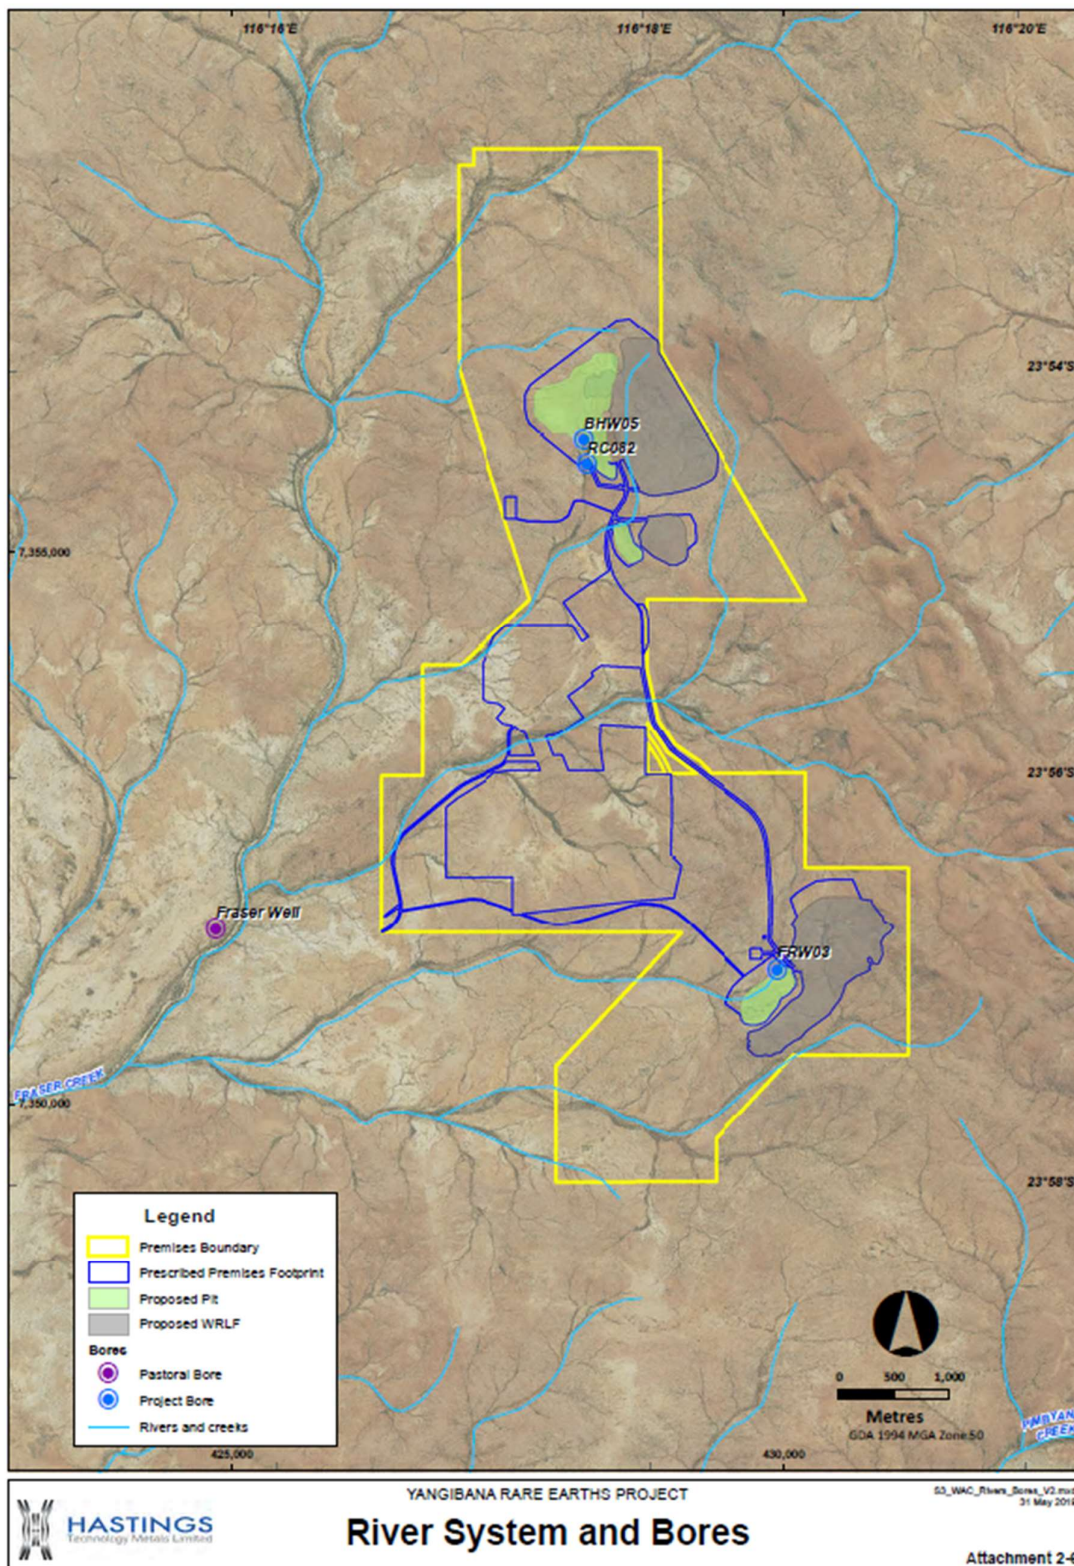 116°16'E
116°18'E
116°20'E
23°54'S
BHW05
RC082
7,355,000
23°56'S
Fraser Well
FRW03
FRASER CREEK
7,350,000
23°58'S
Legend
Premises Boundary
Prescribed Premises Footprint
Proposed Pit
Proposed WRLF
Bores
Pastoral Bore
Project Bore
Rivers and creeks
0 500 1,000
Metres
GDA 1994 MGA Zone 50
CREEK
425,000
430,000
HASTINGS
Technology Metals Limited
YANGIBANA RARE EARTHS PROJECT
River System and Bores
31 May 201
Attachment 2-